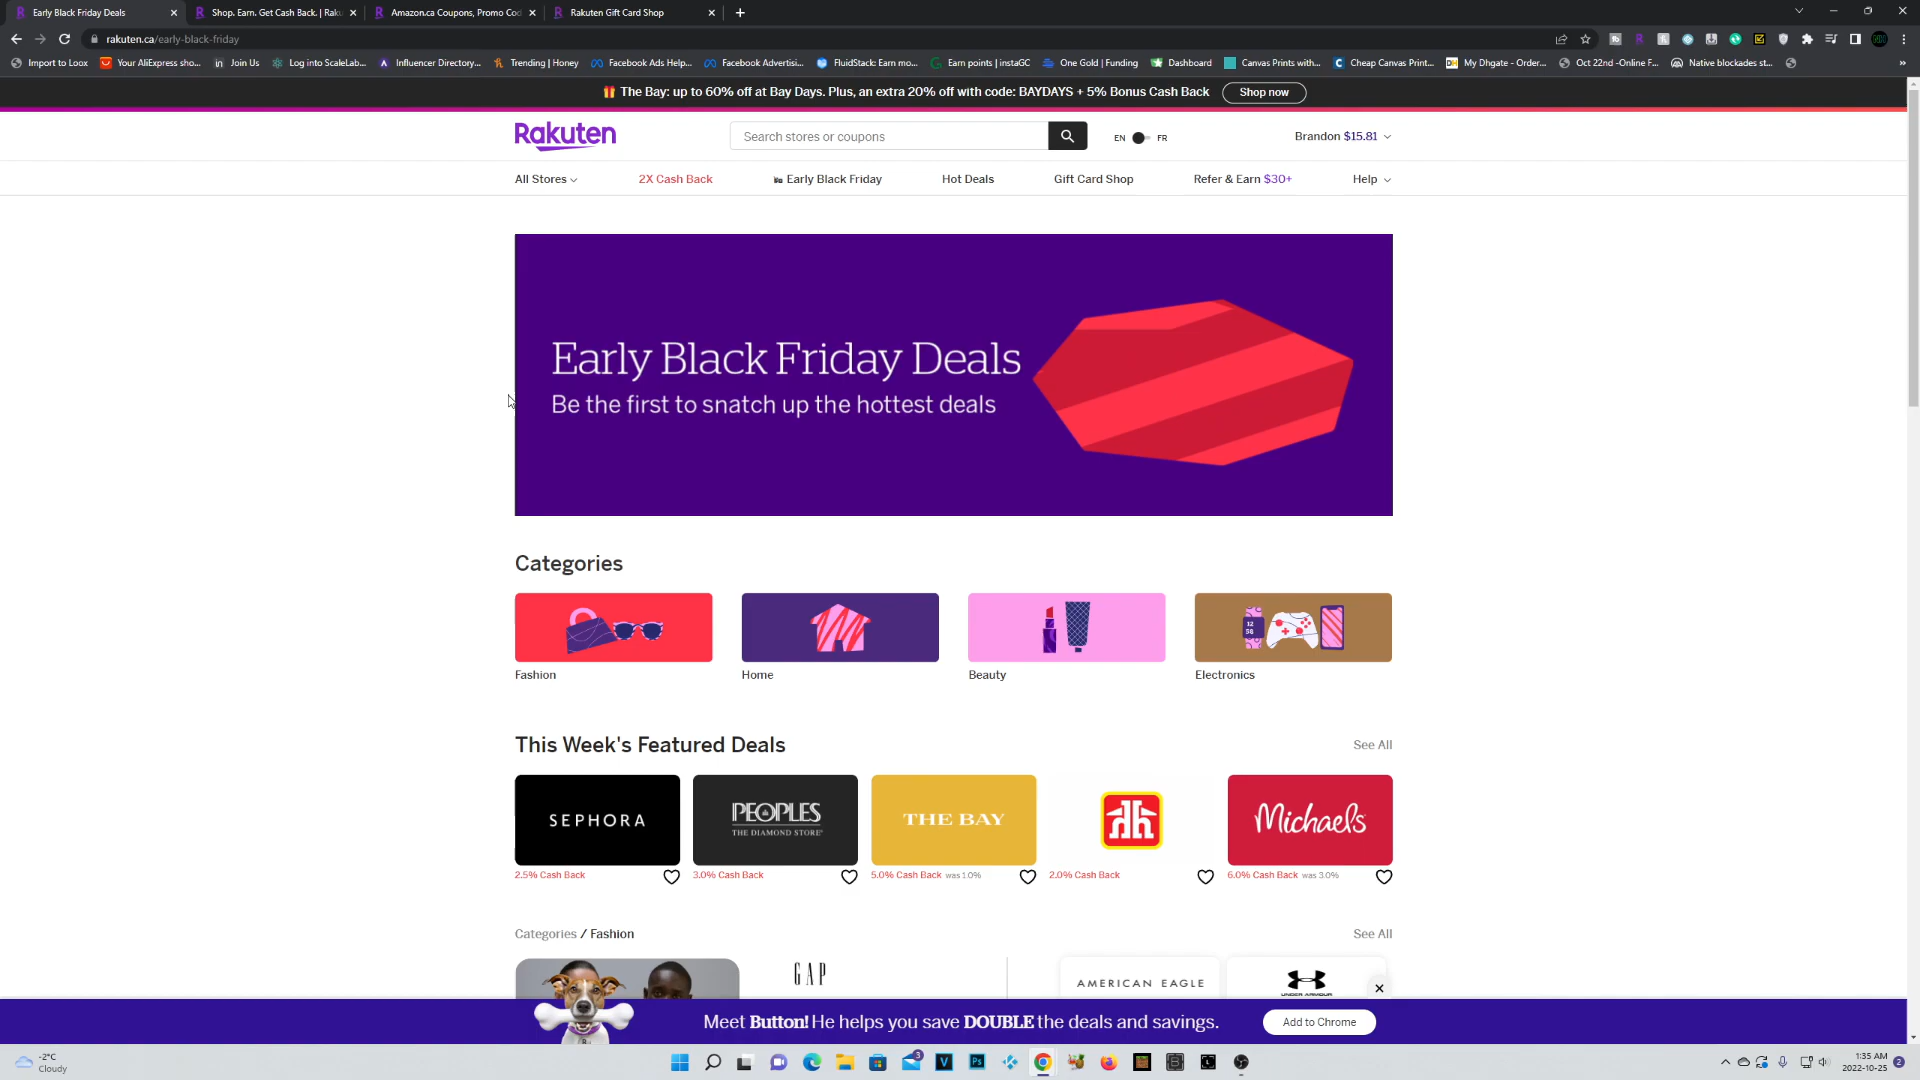 Early Black Friday Deals
Shop. Earn. Get Cash Back. | Raku
Amazon.ca Coupons, Promo Cod
Rakuten Gift Card Shop
rakuten.ca/early-black-friday
Import to Loox
Your AliExpress sho...
Join Us
Log into ScaleLab...
Influencer Directory...
Trending | Honey
Facebook Ads Help...
Facebook Advertisi...
FluidStack: Earn mo...
Earn points | instaGC
One Gold | Funding
Dashboard
Canvas Prints with...
Cheap Canvas Print...
My Dhgate - Order...
Oct 22nd -Online F...
Native blockades st...
The Bay: up to 60% off at Bay Days. Plus, an extra 20% off with code: BAYDAYS + 5% Bonus Cash Back
Shop now
Rakuten
Search stores or coupons
EN
FR
Brandon $15.81
All Stores
2X Cash Back
Early Black Friday
Hot Deals
Gift Card Shop
Refer & Earn $30+
Help
Early Black Friday Deals
Be the first to snatch up the hottest deals
Categories
Fashion
Home
Beauty
Electronics
This Week's Featured Deals
See All
SEPHORA
PEOPLES
THE DIAMOND STORE
THE BAY
Michaels
2.5% Cash Back
3.0% Cash Back
5.0% Cash Back was 1.0%
2.0% Cash Back
6.0% Cash Back was 3.0%
Categories / Fashion
See All
GAP
AMERICAN EAGLE
UNDER ARMOUR
Meet Button! He helps you save DOUBLE the deals and savings.
Add to Chrome
-2°C
Cloudy
1:35 AM
2022-10-25